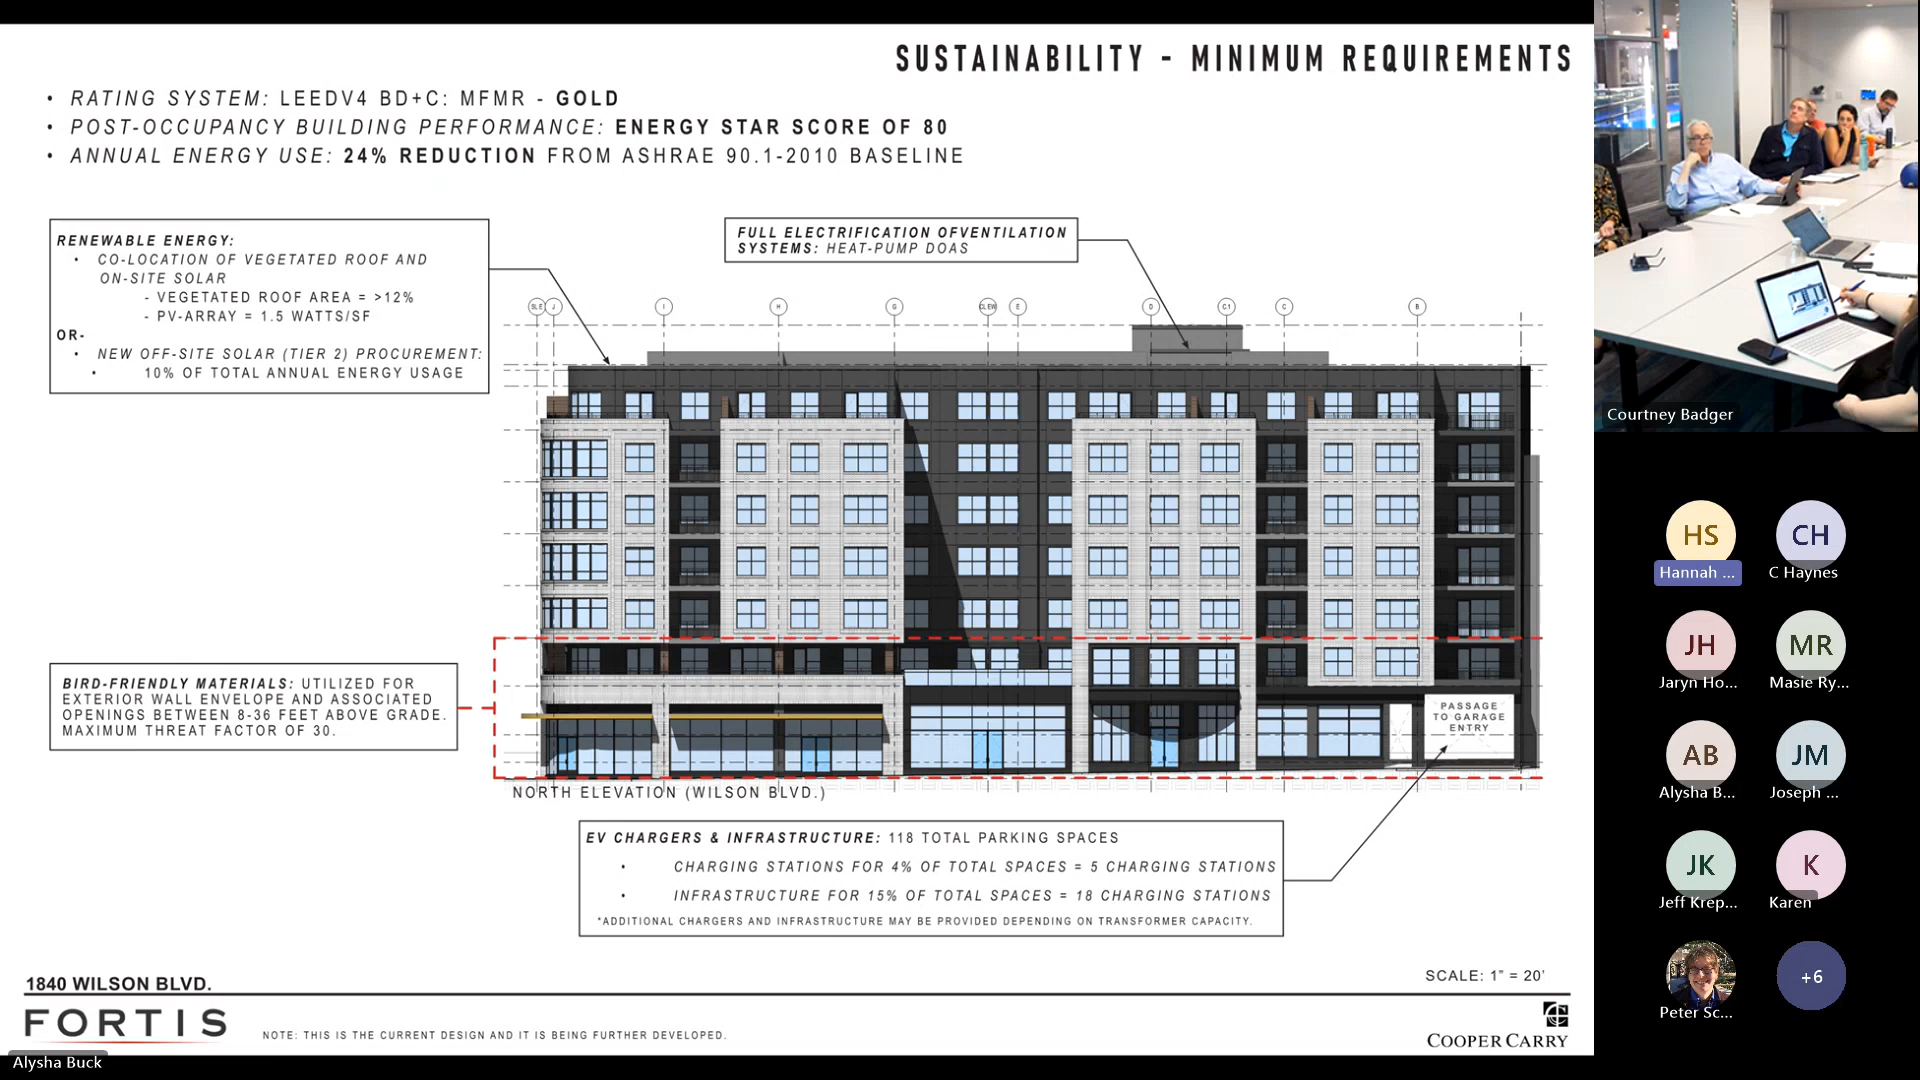 SUSTAINABILITY - MINIMUM REQUIREMENTS
• RATING SYSTEM: LEEDV4 BD+C: MFMR - GOLD
• POST-OCCUPANCY BUILDING PERFORMANCE: ENERGY STAR SCORE OF 80
• ANNUAL ENERGY USE: 24% REDUCTION FROM ASHRAE 90.1-2010 BASELINE
RENEWABLE ENERGY:
• CO-LOCATION OF VEGETATED ROOF AND
ON-SITE SOLAR
- VEGETATED ROOF AREA = >12%
- PV-ARRAY = 1.5 WATTS/SF
OR-
• NEW OFF-SITE SOLAR (TIER 2) PROCUREMENT:
• 10% OF TOTAL ANNUAL ENERGY USAGE
FULL ELECTRIFICATION OFVENTILATION
SYSTEMS: HEAT-PUMP DOAS
J I H G E D C.1 C B
BIRD-FRIENDLY MATERIALS: UTILIZED FOR
EXTERIOR WALL ENVELOPE AND ASSOCIATED
OPENINGS BETWEEN 8-36 FEET ABOVE GRADE.
MAXIMUM THREAT FACTOR OF 30.
PASSAGE
TO GARAGE
ENTRY
NORTH ELEVATION (WILSON BLVD.)
EV CHARGERS & INFRASTRUCTURE: 118 TOTAL PARKING SPACES
• CHARGING STATIONS FOR 4% OF TOTAL SPACES = 5 CHARGING STATIONS
• INFRASTRUCTURE FOR 15% OF TOTAL SPACES = 18 CHARGING STATIONS
*ADDITIONAL CHARGERS AND INFRASTRUCTURE MAY BE PROVIDED DEPENDING ON TRANSFORMER CAPACITY.
1840 WILSON BLVD.
SCALE: 1" = 20'
FORTIS
NOTE: THIS IS THE CURRENT DESIGN AND IT IS BEING FURTHER DEVELOPED.
COOPER CARRY
Alysha Buck
Courtney Badger
HS CH
Hannah ... C Haynes
JH MR
Jaryn Ho... Masie Ry...
AB JM
Alysha B... Joseph ...
JK K
Jeff Krep... Karen
+6
Peter Sc...